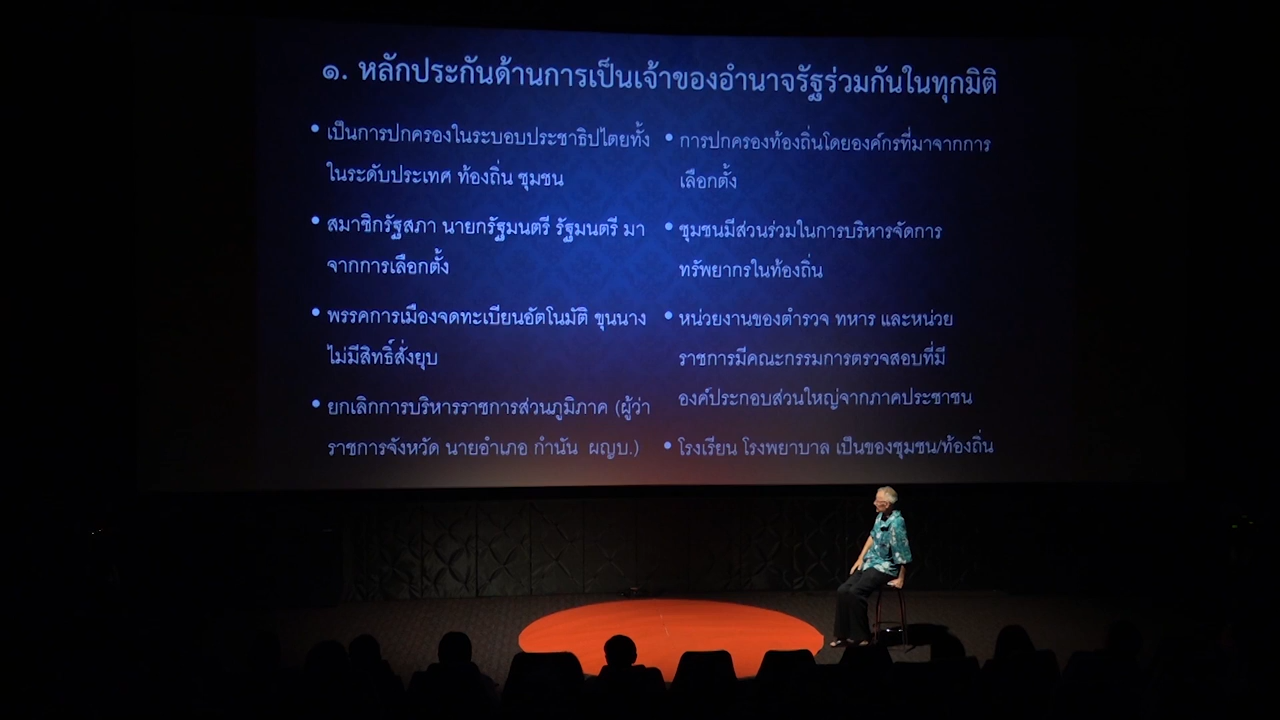 ๑. หลักประกันด้านการเป็นเจ้าของอำนาจรัฐร่วมกันในทุกมิติ
• เป็นการปกครองในระบอบประชาธิปไตยทั้ง
ในระดับประเทศ ท้องถิ่น ชุมชน
• สมาชิกรัฐสภา นายกรัฐมนตรี รัฐมนตรี มา
จากการเลือกตั้ง
• พรรคการเมืองจดทะเบียนอัตโนมัติ ขุนนาง
ไม่มีสิทธิ์สั่งยุบ
• ยกเลิกการบริหารราชการส่วนภูมิภาค (ผู้ว่า
ราชการจังหวัด นายอำเภอ กำนัน ผญบ.)
• การปกครองท้องถิ่นโดยองค์กรที่มาจากการ
เลือกตั้ง
• ชุมชนมีส่วนร่วมในการบริหารจัดการ
ทรัพยากรในท้องถิ่น
• หน่วยงานของตำรวจ ทหาร และหน่วย
ราชการมีคณะกรรมการตรวจสอบที่มี
องค์ประกอบส่วนใหญ่จากภาคประชาชน
• โรงเรียน โรงพยาบาล เป็นของชุมชน/ท้องถิ่น